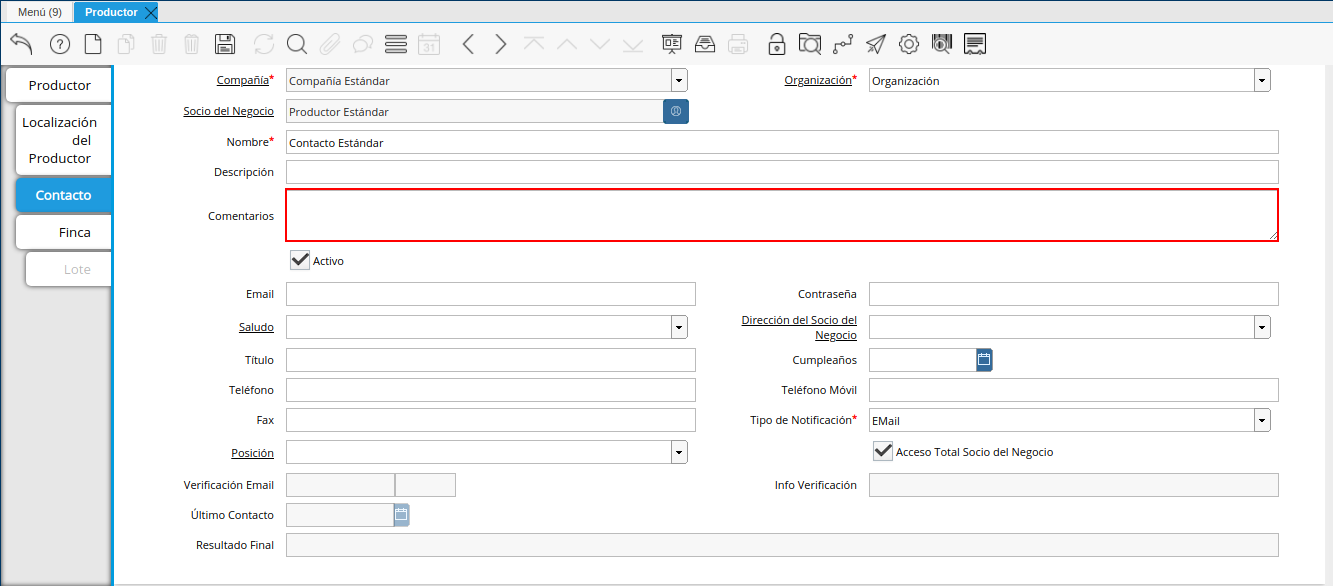 Menú (9)
Productor
31
Productor
Localización
del
Productor
Contacto
Finca
Lote
Compañía*
Compañía Estándar
Organización*
Organización
Socio del Negocio
Productor Estándar
Nombre*
Contacto Estándar
Descripción
Comentarios
Activo
Email
Contraseña
Saludo
Dirección del Socio del
Negocio
Título
Cumpleaños
Teléfono
Teléfono Móvil
Fax
Tipo de Notificación*
EMail
Posición
Acceso Total Socio del Negocio
Verificación Email
Info Verificación
Último Contacto
Resultado Final